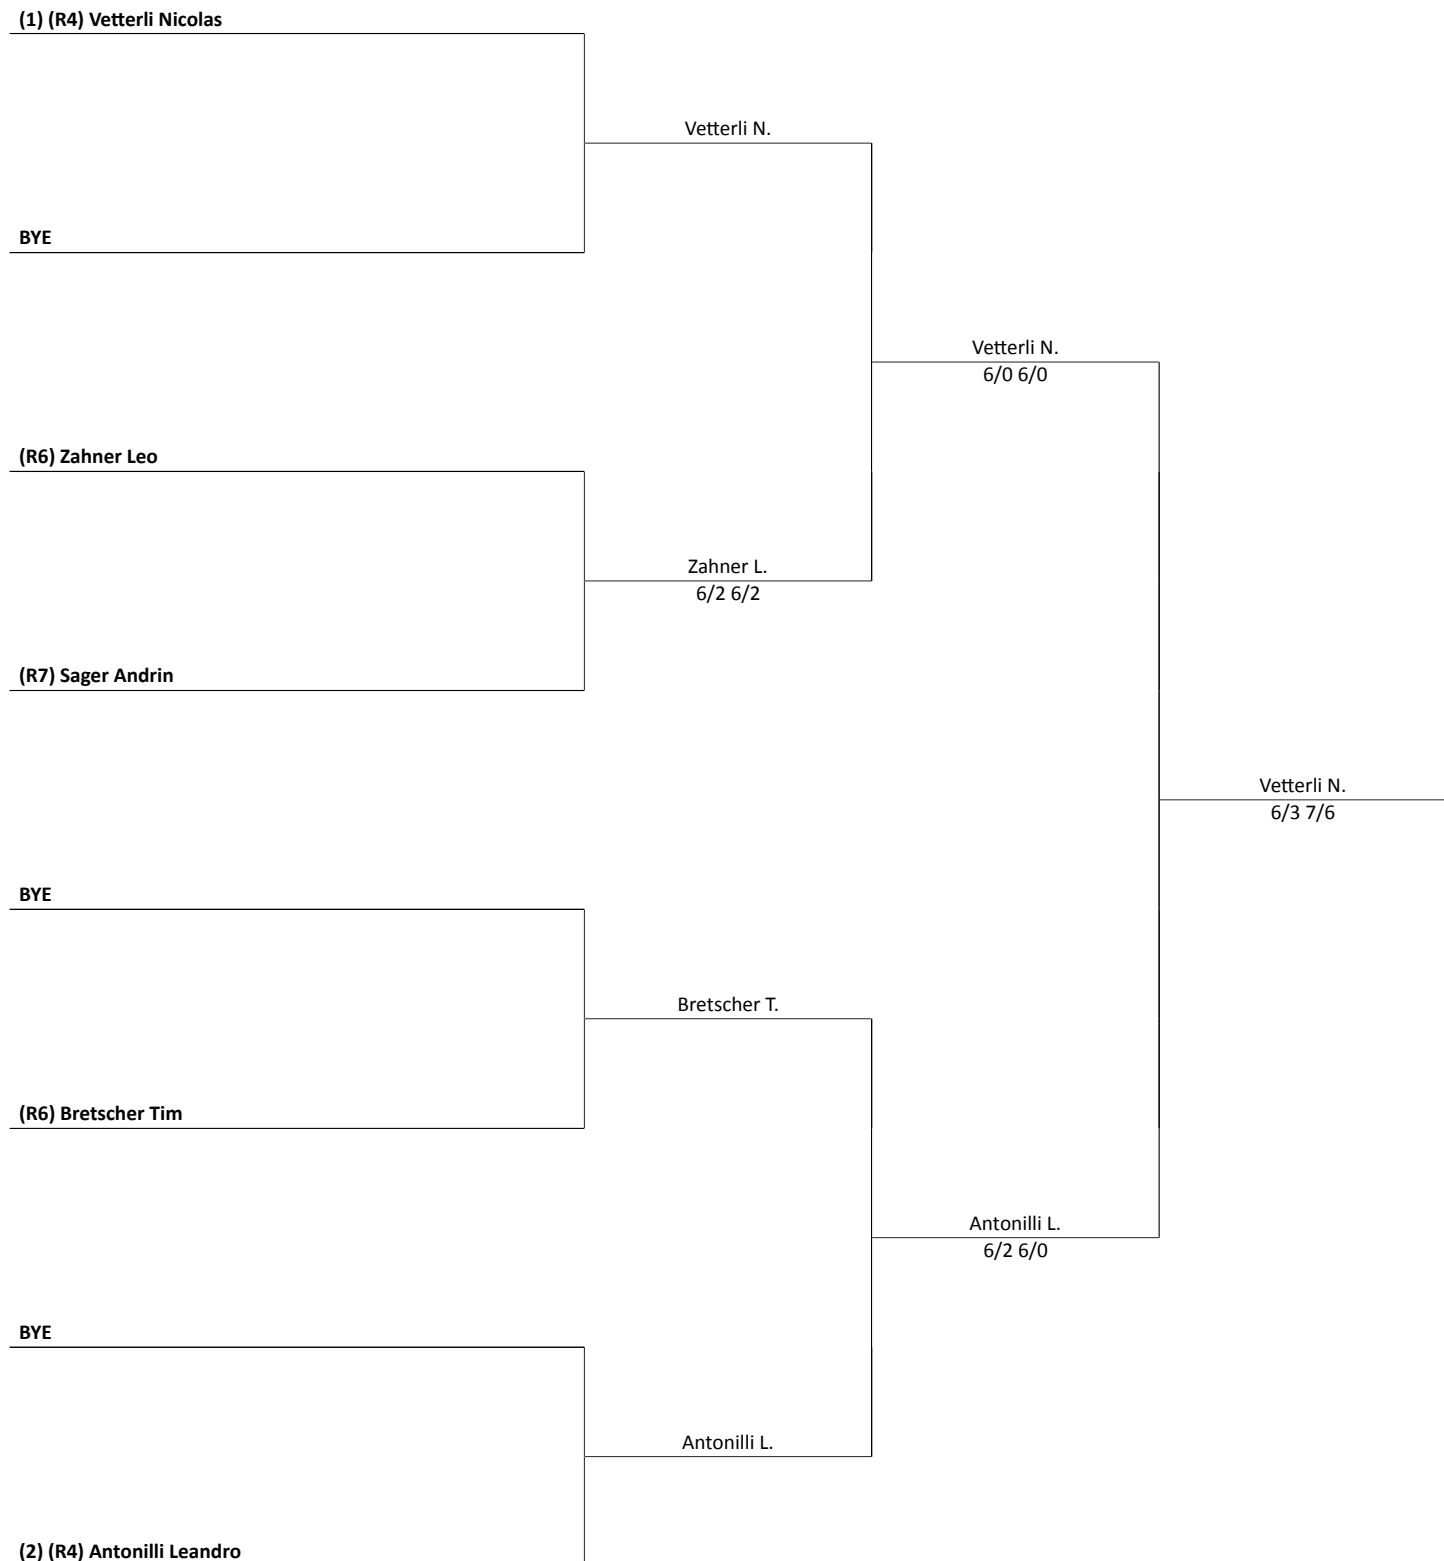 (1) (R4) Vetterli Nicolas
Vetterli N.
BYE
Vetterli N.
6/0 6/0
(R6) Zahner Leo
Zahner L.
6/2 6/2
(R7) Sager Andrin
Vetterli N.
6/3 7/6
BYE
Bretscher T.
(R6) Bretscher Tim
Antonilli L.
6/2 6/0
BYE
Antonilli L.
(2) (R4) Antonilli Leandro